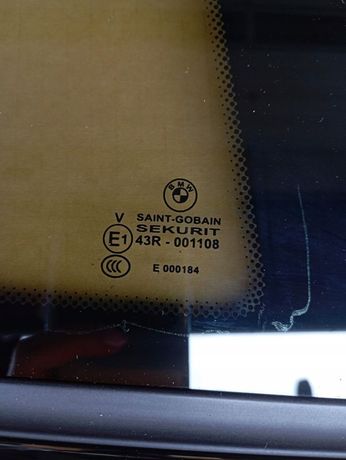 BMW
V SAINT-GOBAIN
SEKURIT
E1 43R - 001108
CCC E 000184